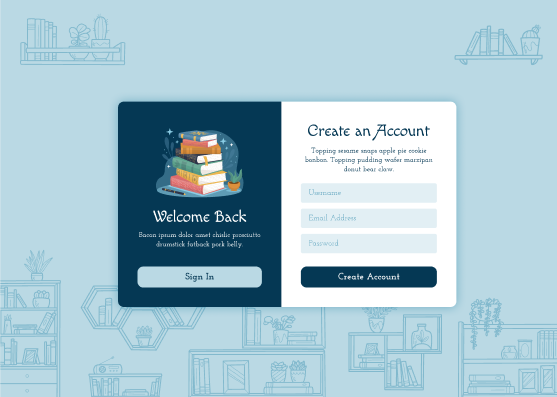 Welcome Back
Bacon ipsum dolor amet chislic prosciutto
drumstick fatback pork belly.
Sign In
Create an Account
Topping sesame snaps apple pie cookie
bonbon. Topping pudding wafer marzipan
donut bear claw.
Username
Email Address
Password
Create Account